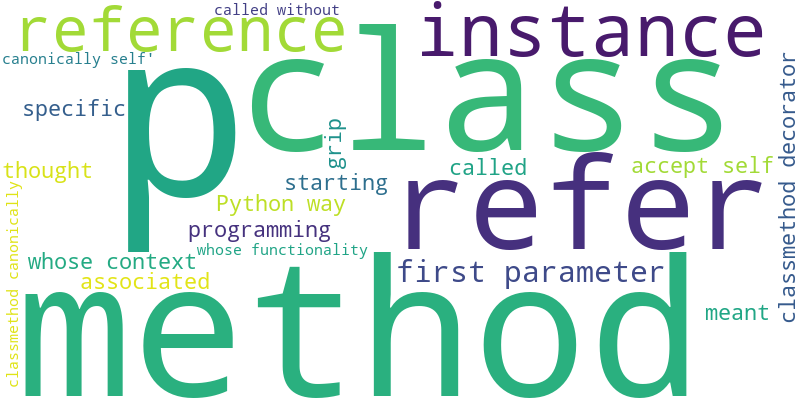 called without
reference
instance
canonically self'
p
class
classmethod decorator
specific
grip
thought
called
accept self
starting
refer
Python way
programming
whose functionality
whose context
first parameter
associated
classmethod canonically
method
meant